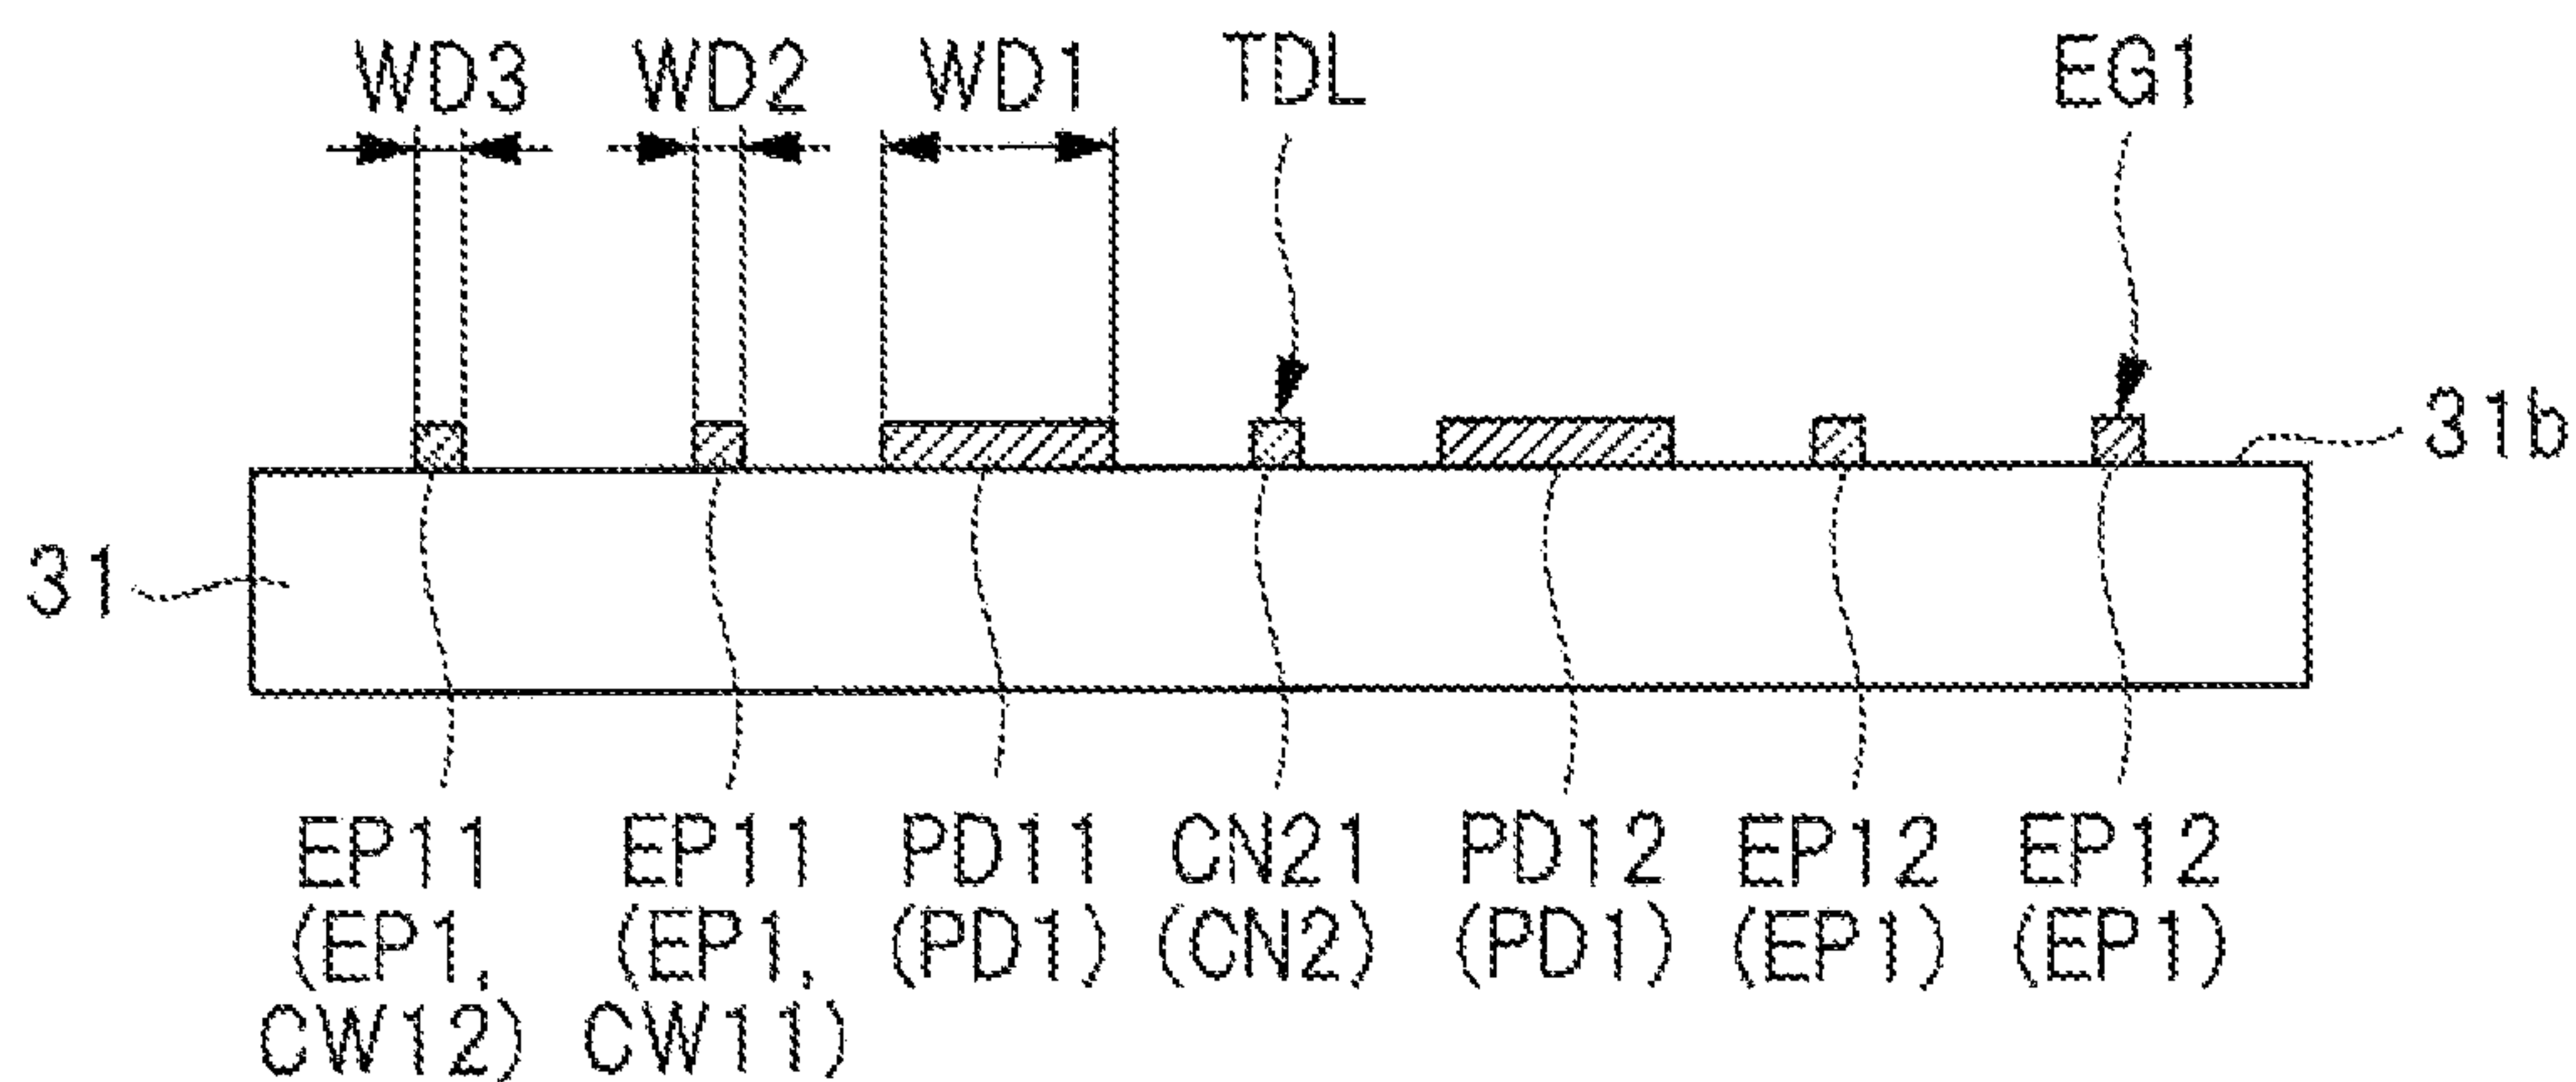 WD3 WD2 WD1 TDL EG1
31b
31
EP11 EP11 PD11 CN21 PD12 EP12 EP12
(EP1, (EP1, (PD1) (CN2) (PD1) (EP1) (EP1)
CW12) CW11)